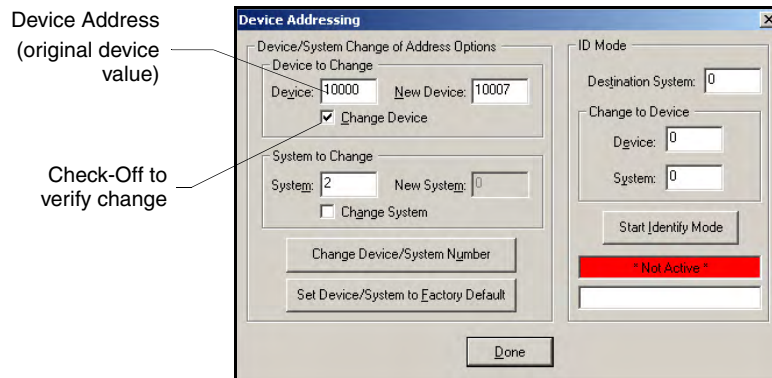 Device Address
(original device
value)
Check-Off to
verify change
Device Addressing
Device/System Change of Address Options
Device to Change
Device: 10000 New Device: 10007
Change Device
System to Change
System: 2 New System: 0
Change System
Change Device/System Number
Set Device/System to Factory Default
ID Mode
Destination System: 0
Change to Device
Device: 0
System: 0
Start Identify Mode
* Not Active *
Done